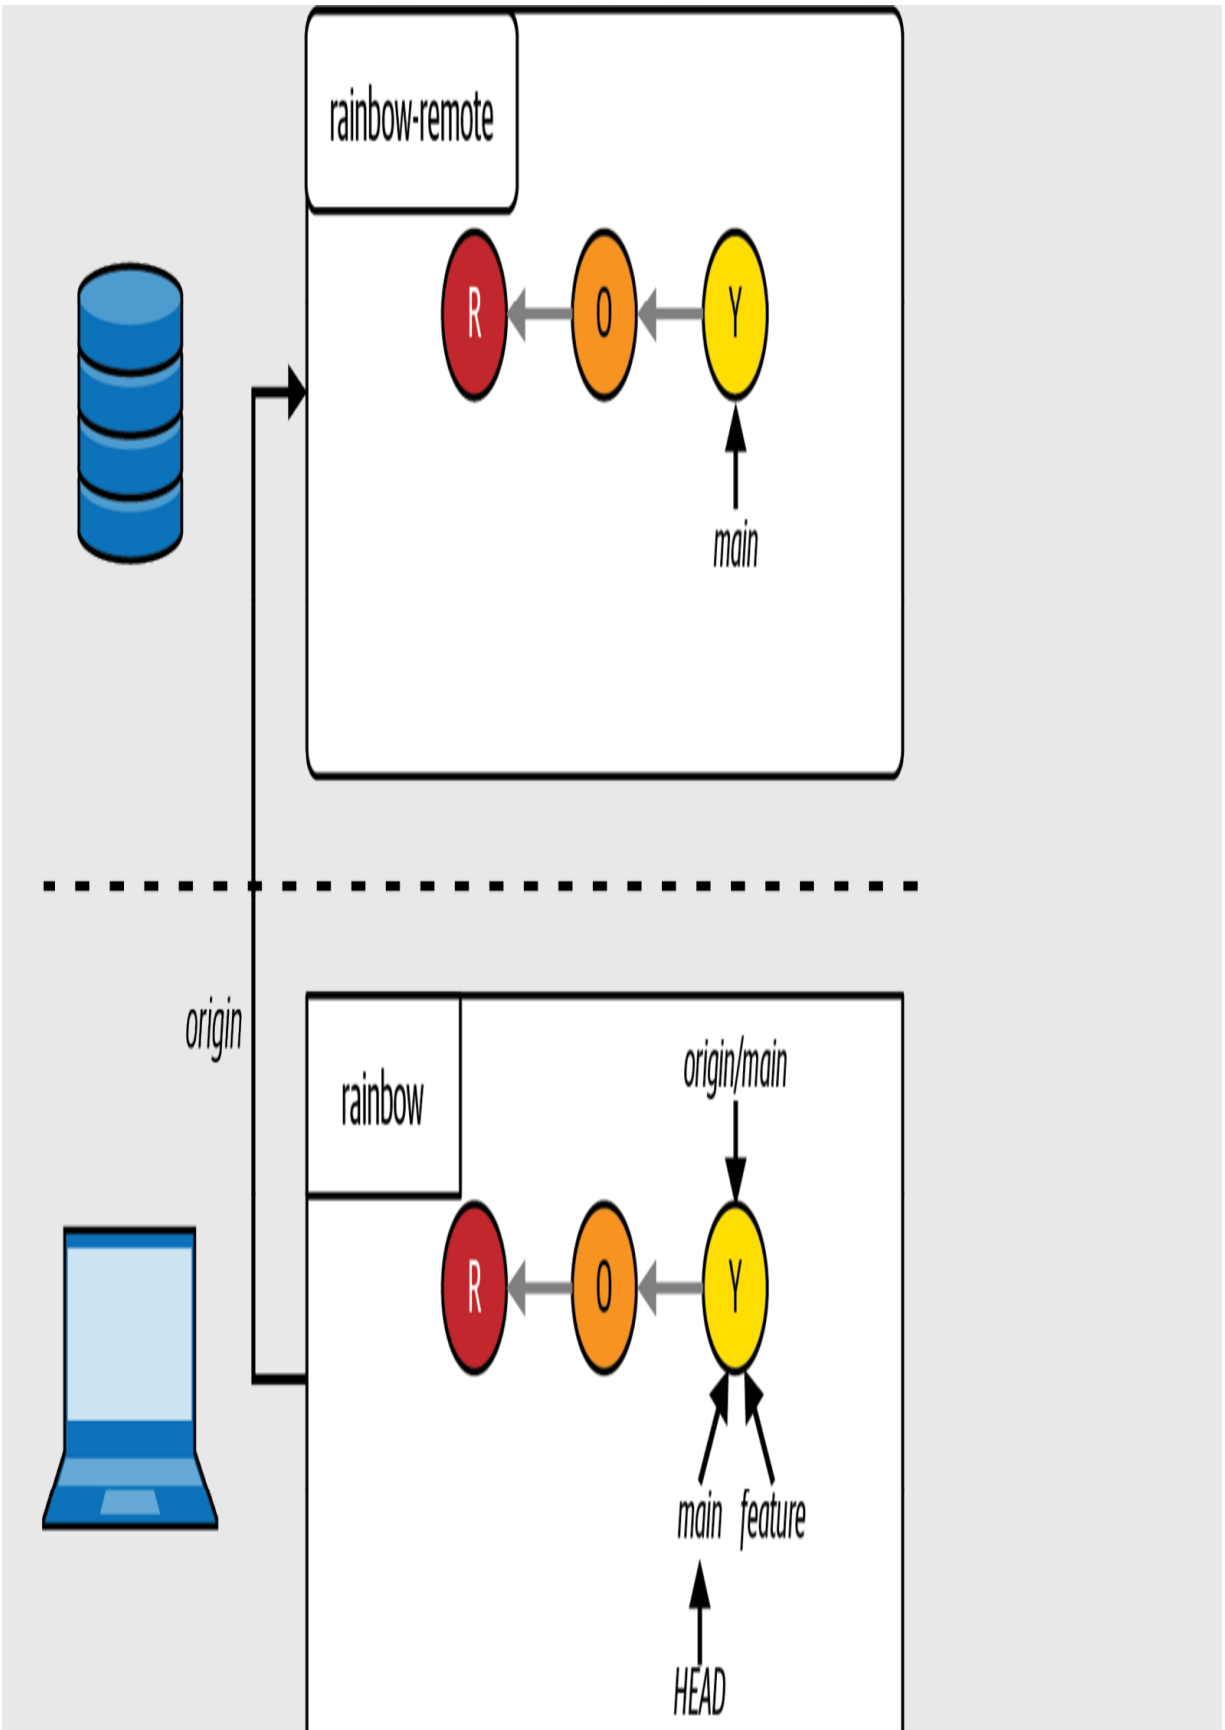 rainbow-remote
R
O
Y
main
origin
rainbow
origin/main
R
O
Y
main feature
HEAD